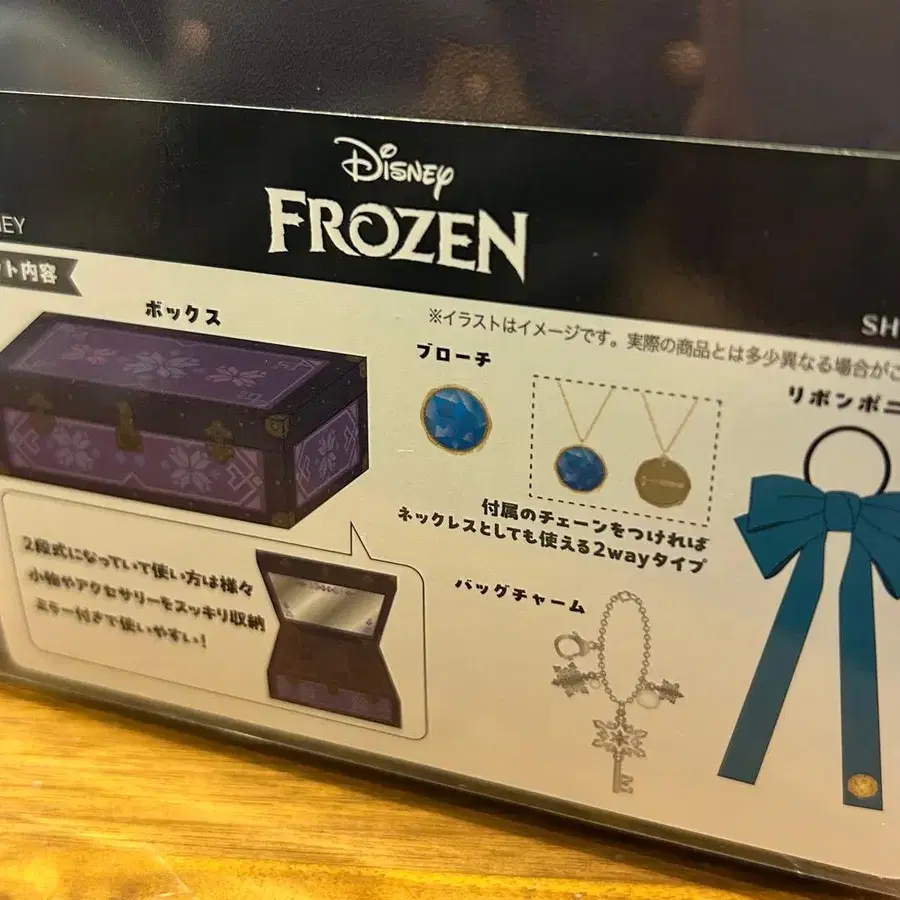 Disney
FROZEN
NEY
SH
ット内容
ボックス
※イラストはイメージです。実際の商品とは多少異なる場合がご
ブローチ
リボンポニ
付属のチェーンをつければ
ネックレスとしても使える2wayタイプ
2段式になっていて使い方は様々
小物やアクセサリーをスッキリ収納
ミラー付きで使いやすい!
バッグチャーム